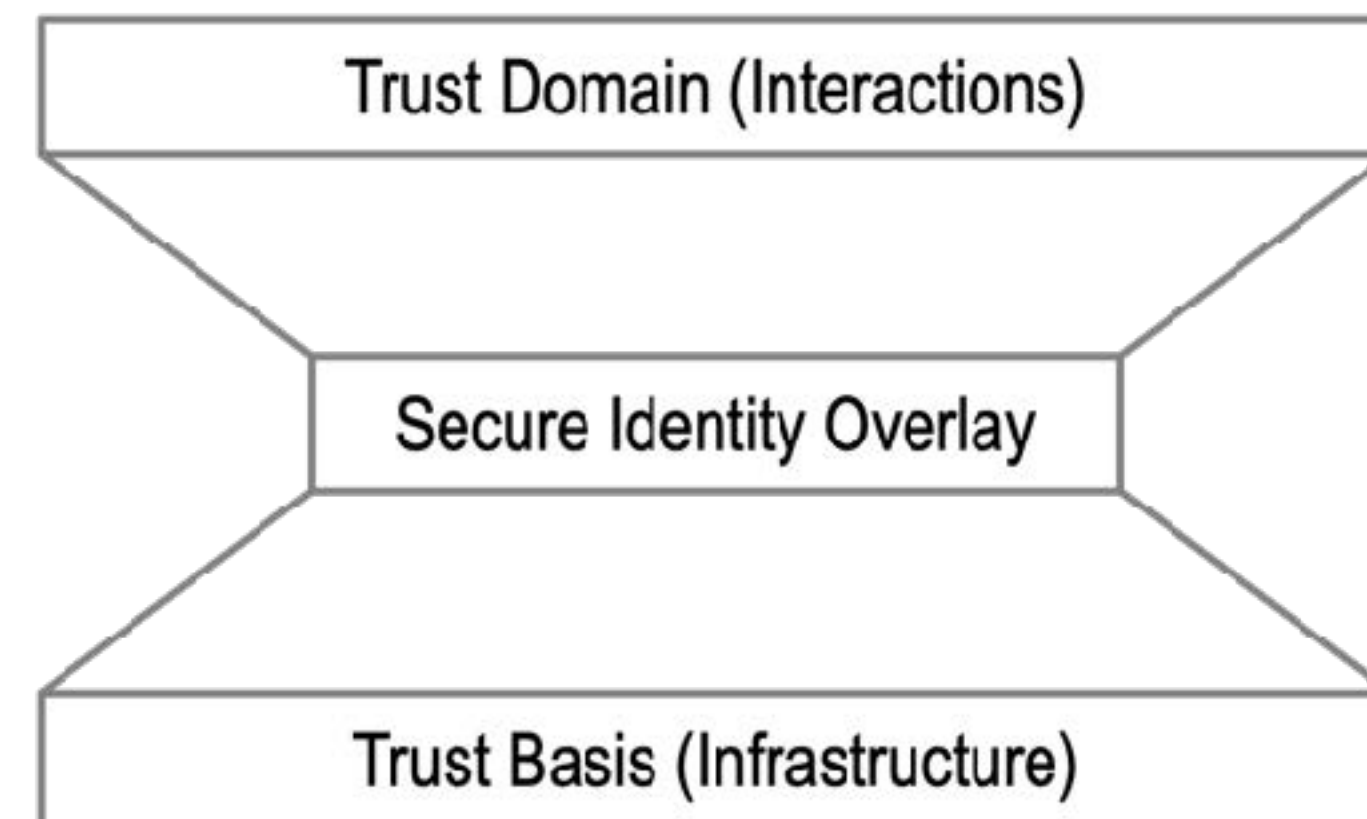 Trust Domain (Interactions)
Secure Identity Overlay
Trust Basis (Infrastructure)